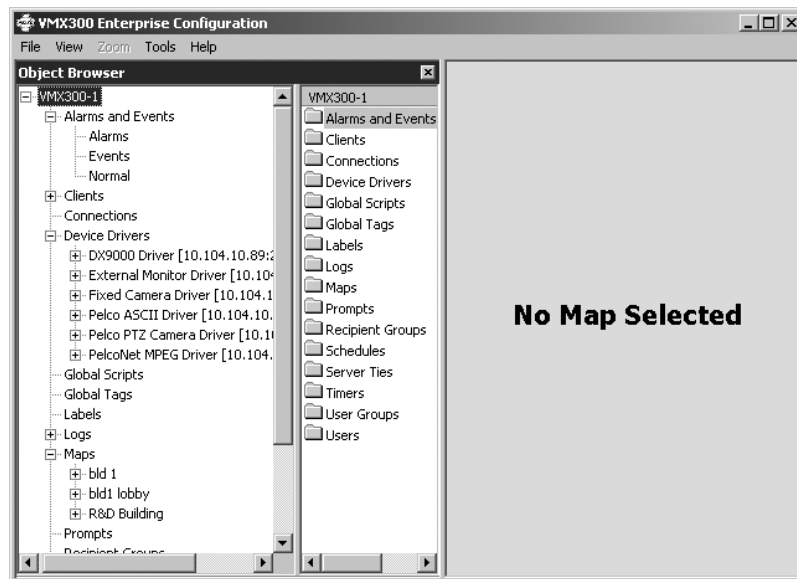 VMX300 Enterprise Configuration
File View Zoom Tools Help
Object Browser
VMX300-1
Alarms and Events
Alarms
Events
Normal
Clients
Connections
Device Drivers
DX9000 Driver [10.104.10.89:2
External Monitor Driver [10.104
Fixed Camera Driver [10.104.1
Pelco ASCII Driver [10.104.10.
Pelco PTZ Camera Driver [10.1
PelcoNet MPEG Driver [10.104.
Global Scripts
Global Tags
Labels
Logs
Maps
bld 1
bld1 lobby
R&D Building
Prompts
Recipient Groups
VMX300-1
Alarms and Events
Clients
Connections
Device Drivers
Global Scripts
Global Tags
Labels
Logs
Maps
Prompts
Recipient Groups
Schedules
Server Ties
Timers
User Groups
Users
No Map Selected